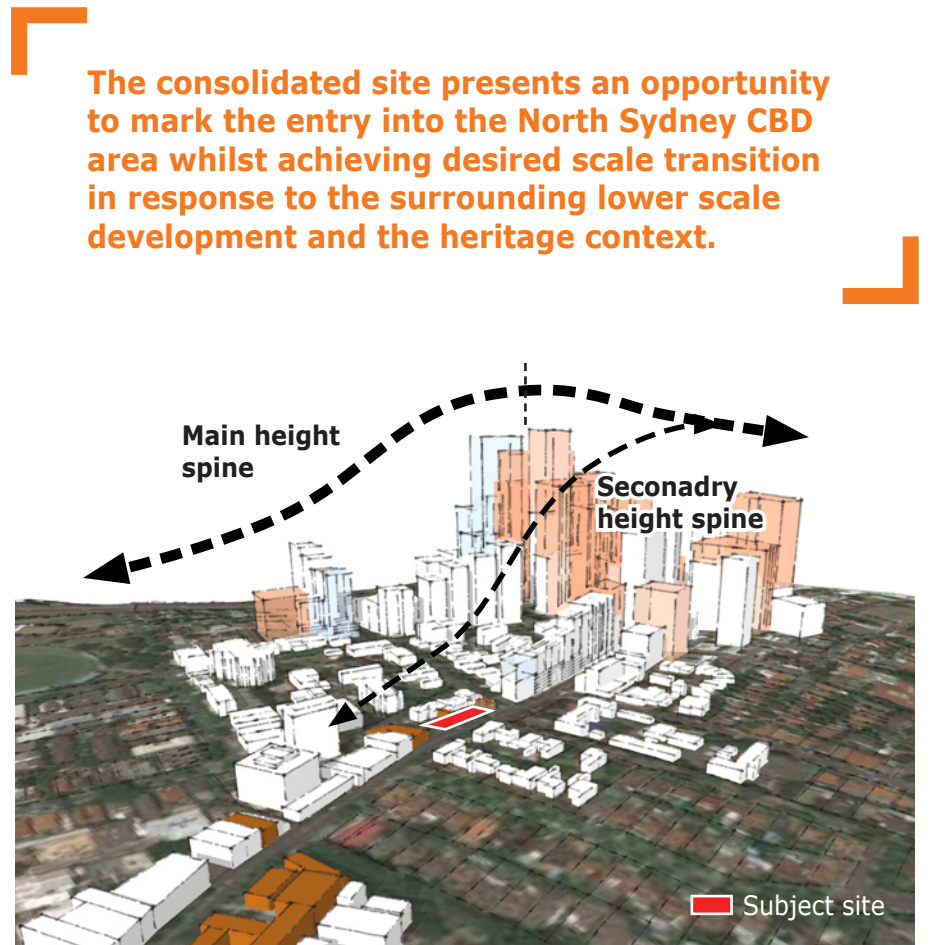 The consolidated site presents an opportunity
to mark the entry into the North Sydney CBD
area whilst achieving desired scale transition
in response to the surrounding lower scale
development and the heritage context.
Main height
spine
Seconadry
height spine
Subject site